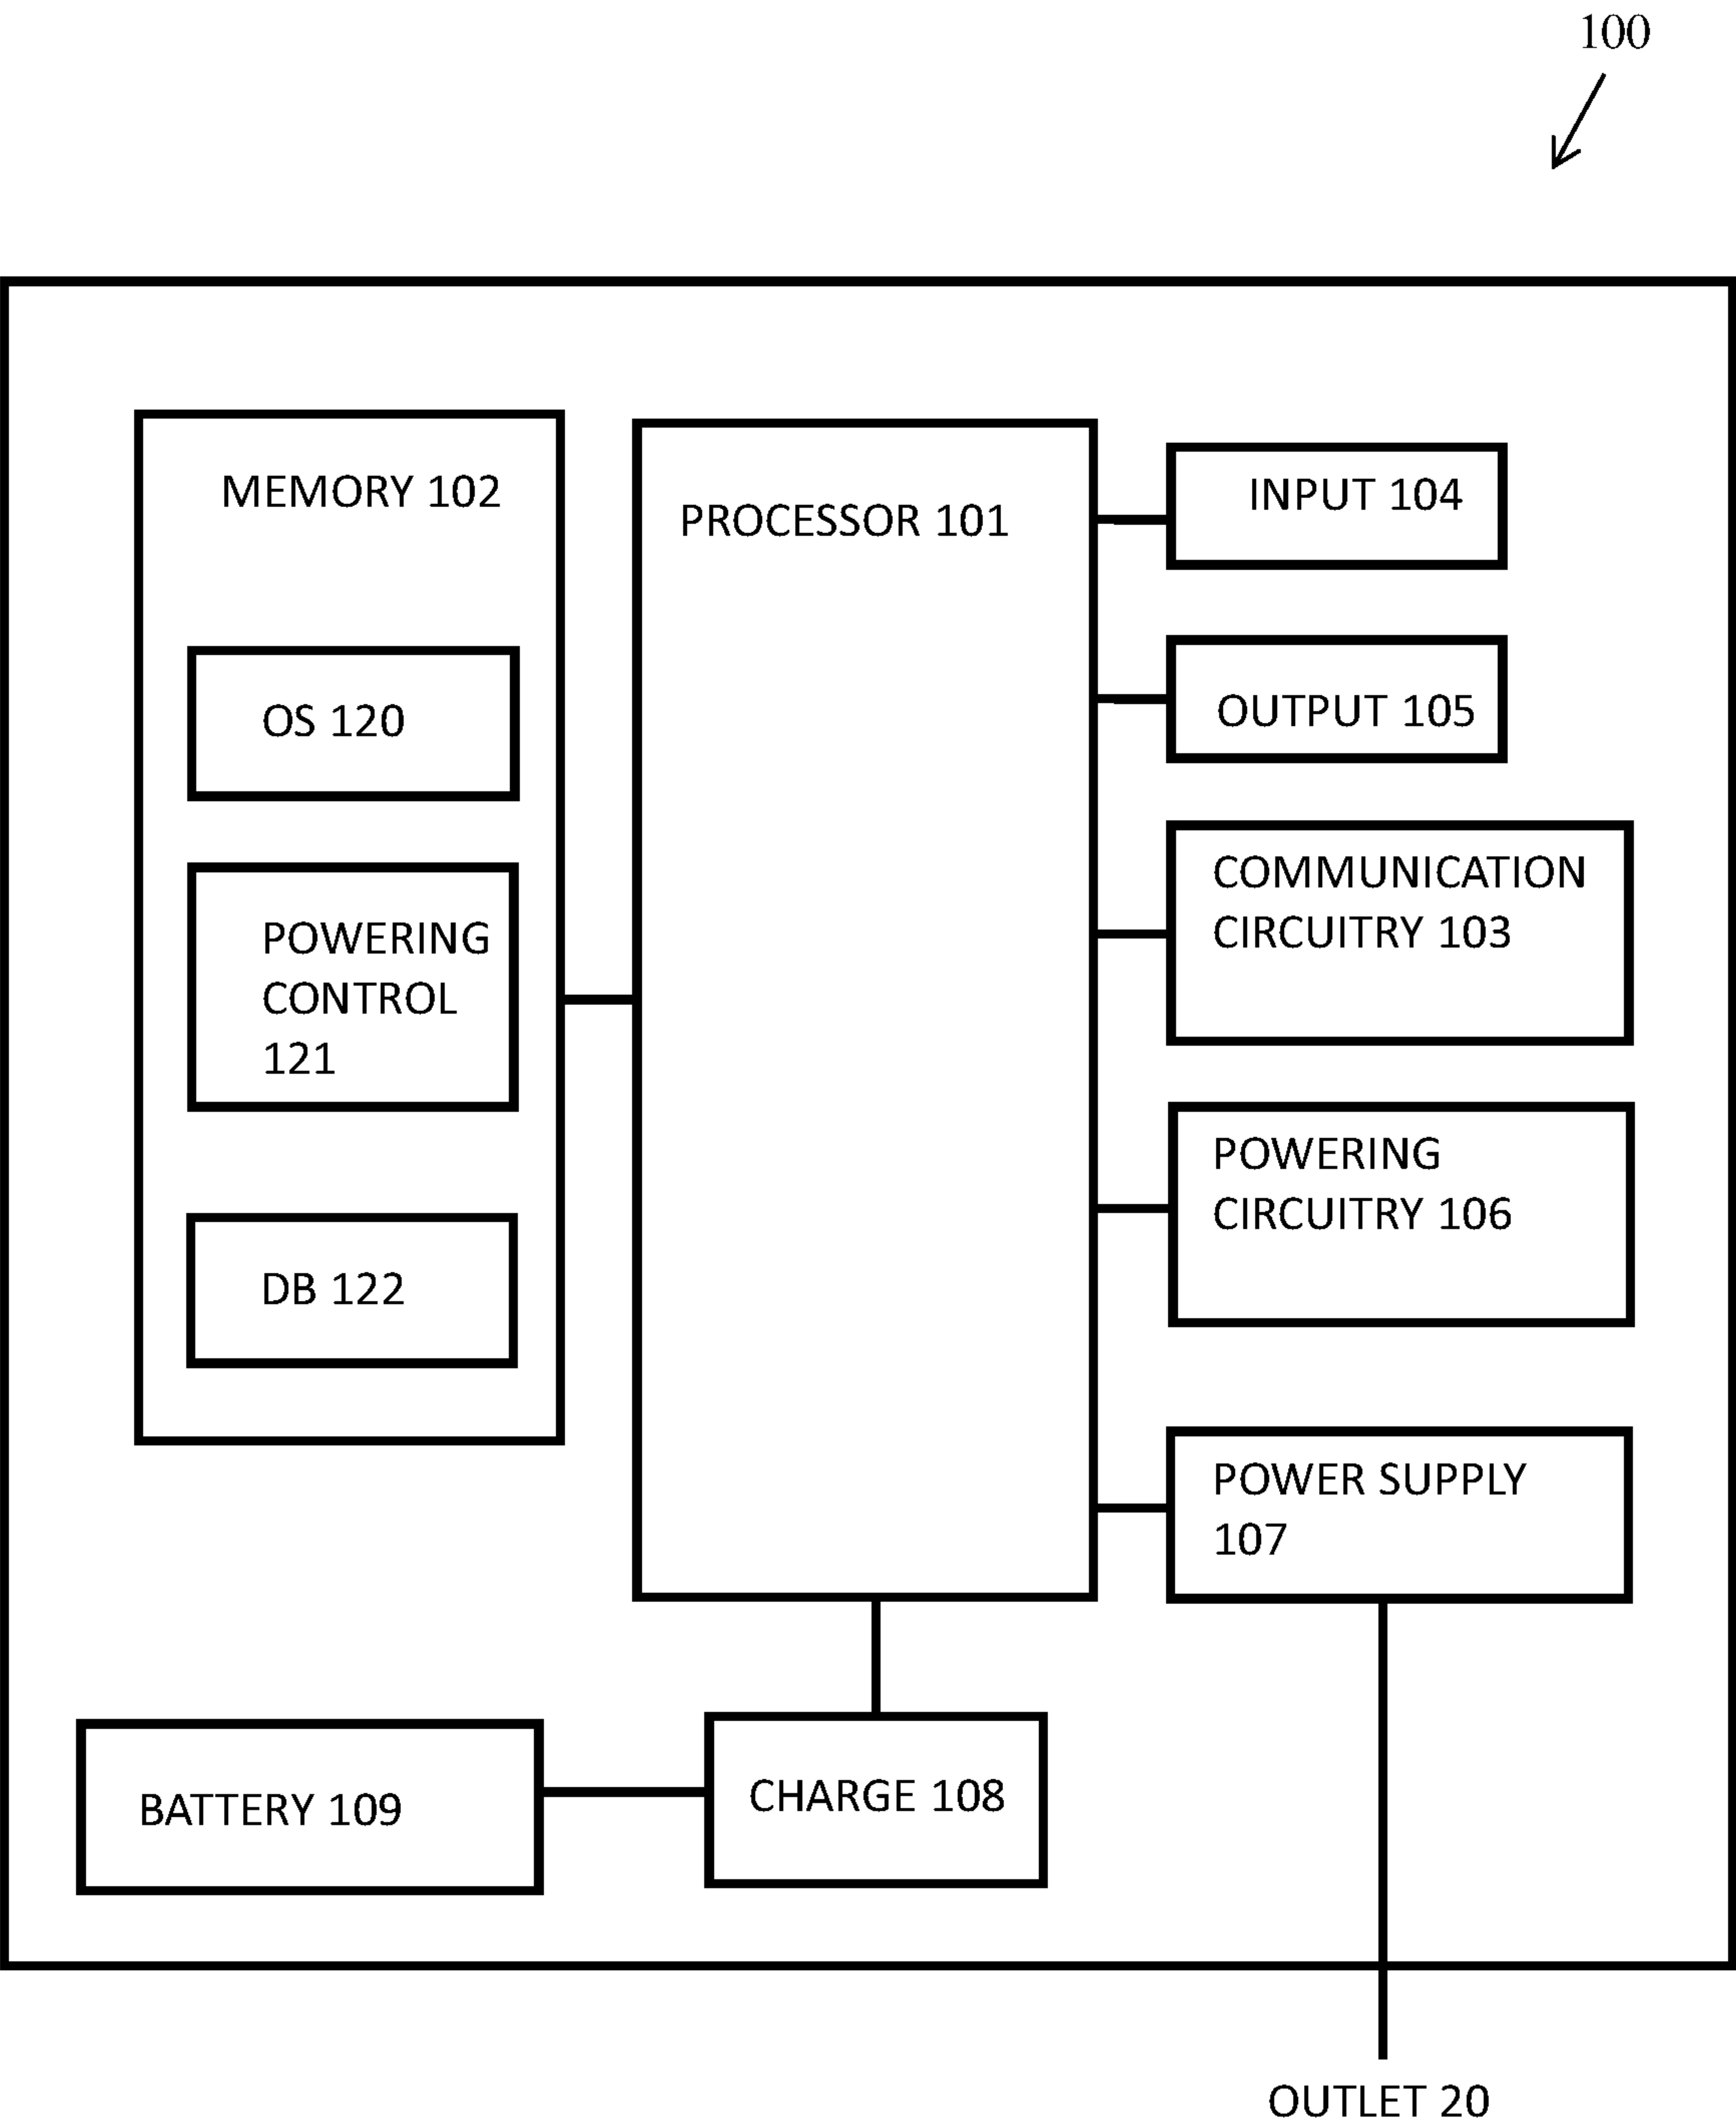 100
MEMORY 102
OS 120
POWERING
CONTROL
121
DB 122
PROCESSOR 101
INPUT 104
OUTPUT 105
COMMUNICATION
CIRCUITRY 103
POWERING
CIRCUITRY 106
POWER SUPPLY
107
BATTERY 109
CHARGE 108
OUTLET 20